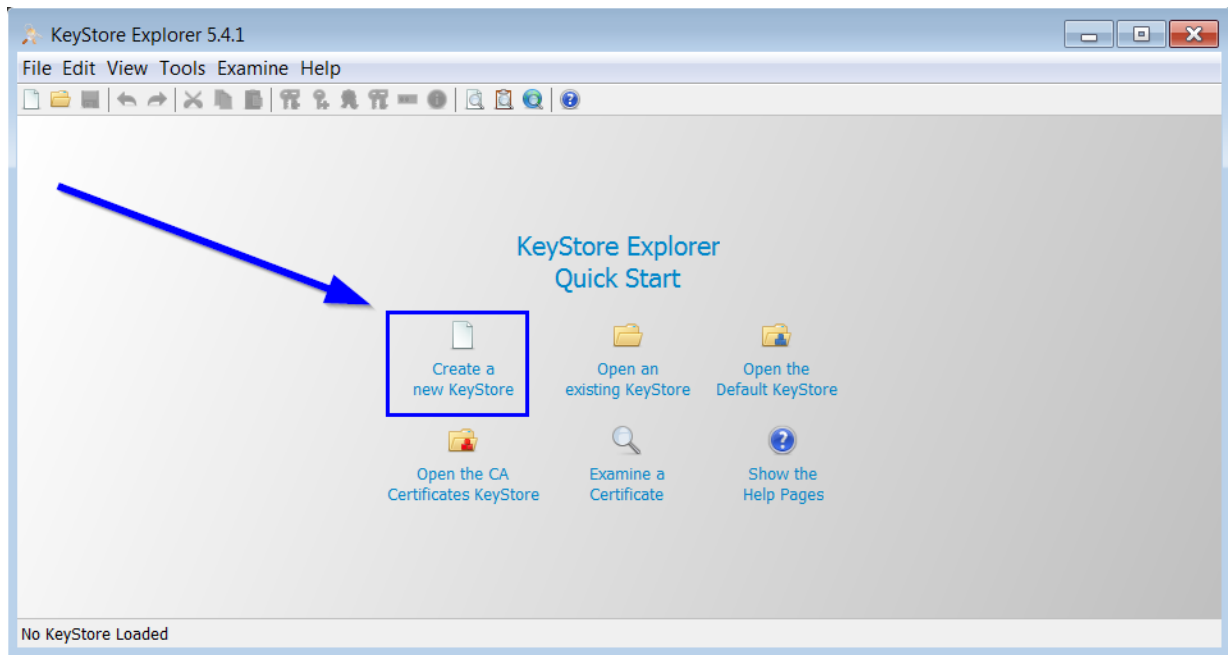 KeyStore Explorer 5.4.1
File Edit View Tools Examine Help
KeyStore Explorer
Quick Start
Create a
new KeyStore
Open an
existing KeyStore
Open the
Default KeyStore
Open the CA
Certificates KeyStore
Examine a
Certificate
Show the
Help Pages
No KeyStore Loaded